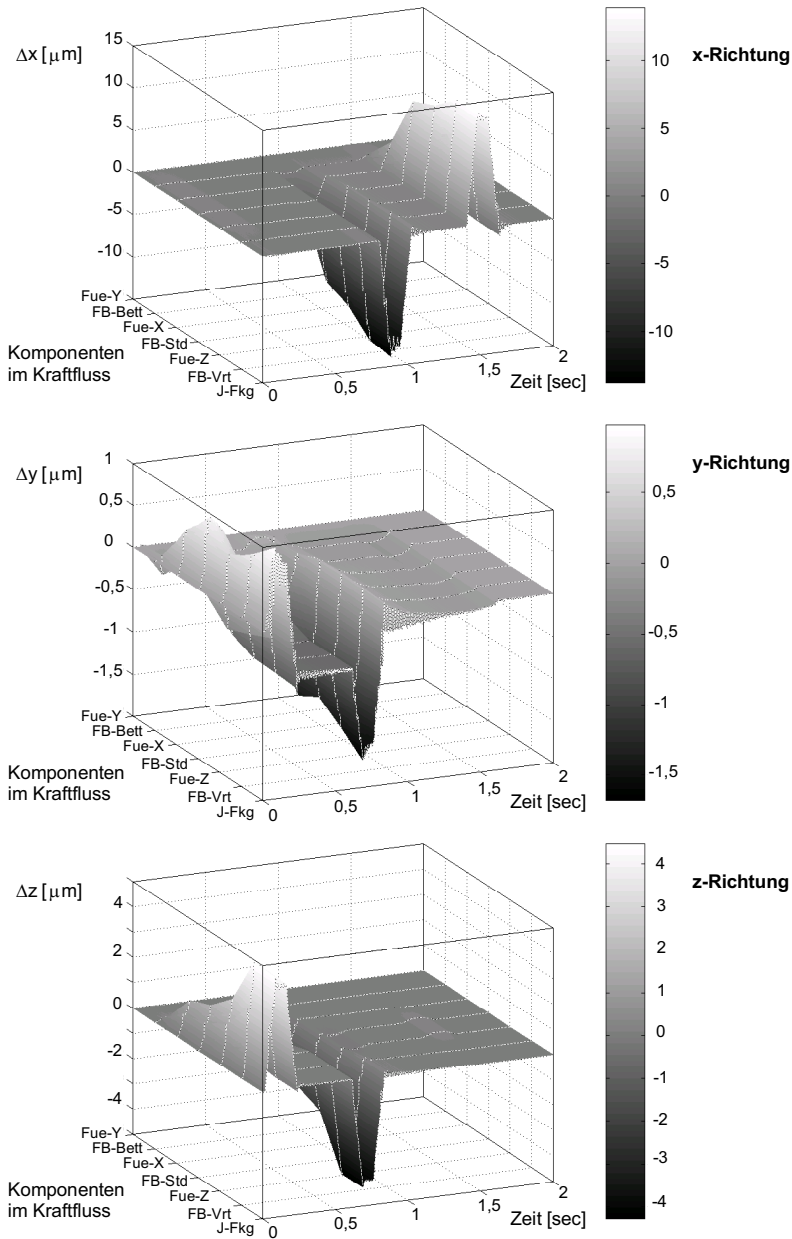 Δx [μm]
15
10
5
0
-5
-10
Fue-Y
FB-Bett
Fue-X
FB-Std
Fue-Z
FB-Vrt
J-Fkg
Komponenten
im Kraftfluss
0
0,5
1
1,5
2
Zeit [sec]
10
5
0
-5
-10
x-Richtung
Δy [μm]
1
0,5
0
-0,5
-1
-1,5
Fue-Y
FB-Bett
Fue-X
FB-Std
Fue-Z
FB-Vrt
J-Fkg
Komponenten
im Kraftfluss
0
0,5
1
1,5
2
Zeit [sec]
0,5
0
-0,5
-1
-1,5
y-Richtung
Δz [μm]
4
2
0
-2
-4
Fue-Y
FB-Bett
Fue-X
FB-Std
Fue-Z
FB-Vrt
J-Fkg
Komponenten
im Kraftfluss
0
0,5
1
1,5
2
Zeit [sec]
4
3
2
1
0
-1
-2
-3
-4
z-Richtung